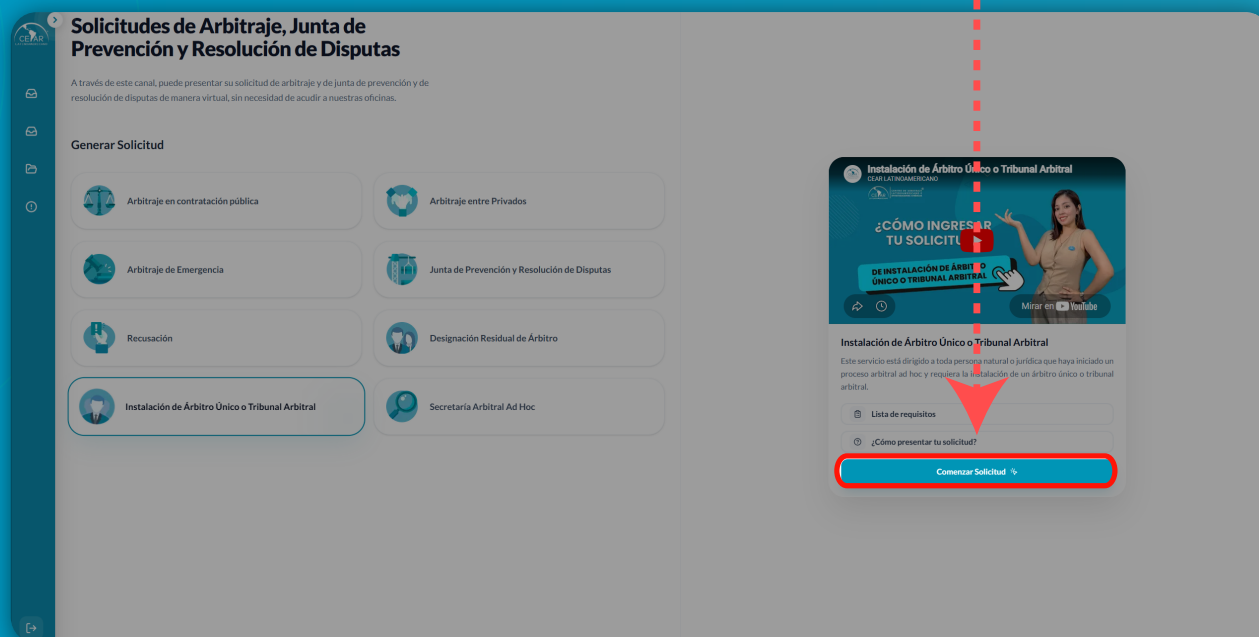 CEAR
LATINOAMERICANO
Solicitudes de Arbitraje, Junta de
Prevención y Resolución de Disputas
A través de este canal, puede presentar su solicitud de arbitraje y de junta de prevención y de
resolución de disputas de manera virtual, sin necesidad de acudir a nuestras oficinas.
Generar Solicitud
Arbitraje en contratación pública
Arbitraje entre Privados
Arbitraje de Emergencia
Junta de Prevención y Resolución de Disputas
Recusación
Designación Residual de Árbitro
Instalación de Árbitro Único o Tribunal Arbitral
Secretaría Arbitral Ad Hoc
Instalación de Árbitro Único o Tribunal Arbitral
CEAR LATINOAMERICANO
¿CÓMO INGRESAR
TU SOLICITU
DE INSTALACIÓN DE ÁRBITRO
ÚNICO O TRIBUNAL ARBITRAL
Mirar en YouTube
Instalación de Árbitro Único o Tribunal Arbitral
Este servicio está dirigido a toda persona natural o jurídica que haya iniciado un
proceso arbitral ad hoc y requiera la instalación de un árbitro único o tribunal
arbitral.
Lista de requisitos
¿Cómo presentar tu solicitud?
Comenzar Solicitud